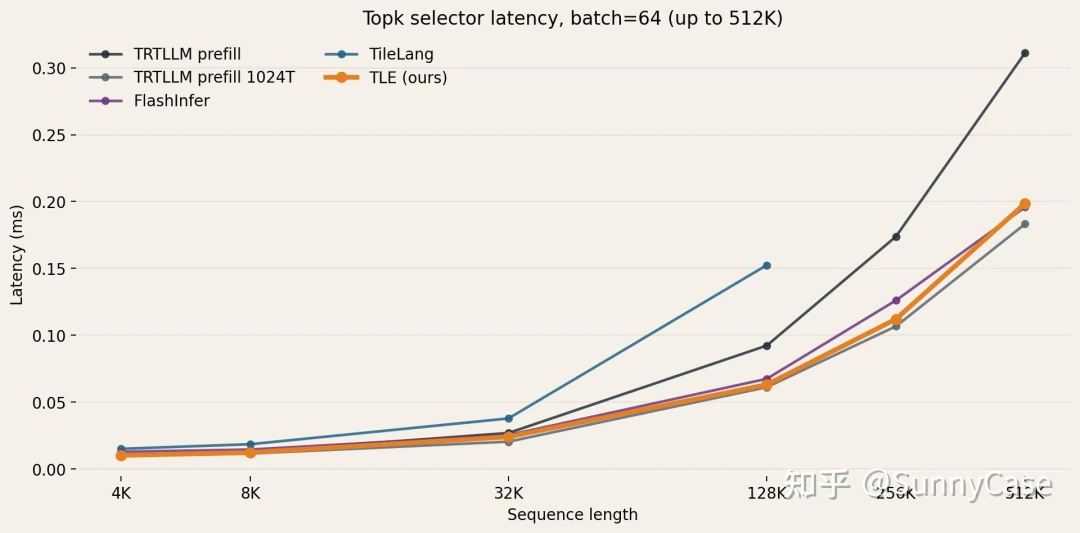 Topk selector latency, batch=64 (up to 512K)
TRTLLM prefill
TRTLLM prefill 1024T
FlashInfer
TileLang
TLE (ours)
0.30
0.25
0.20
0.15
0.10
0.05
0.00
Latency (ms)
4K 8K 32K 128K 256K 512K
Sequence length
知乎 @SunnyCase